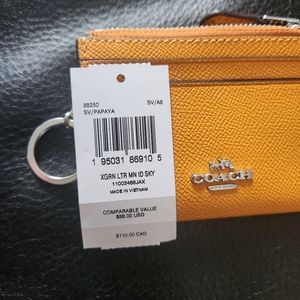 88250 SV/A8
SV/PAPAYA
1 95031 86910 5
XGRN LTR MN ID SKY
11003466JAX
MADE IN VIETNAM
COMPARABLE VALUE
$88.00 USD
$110.00 CAD
COACH